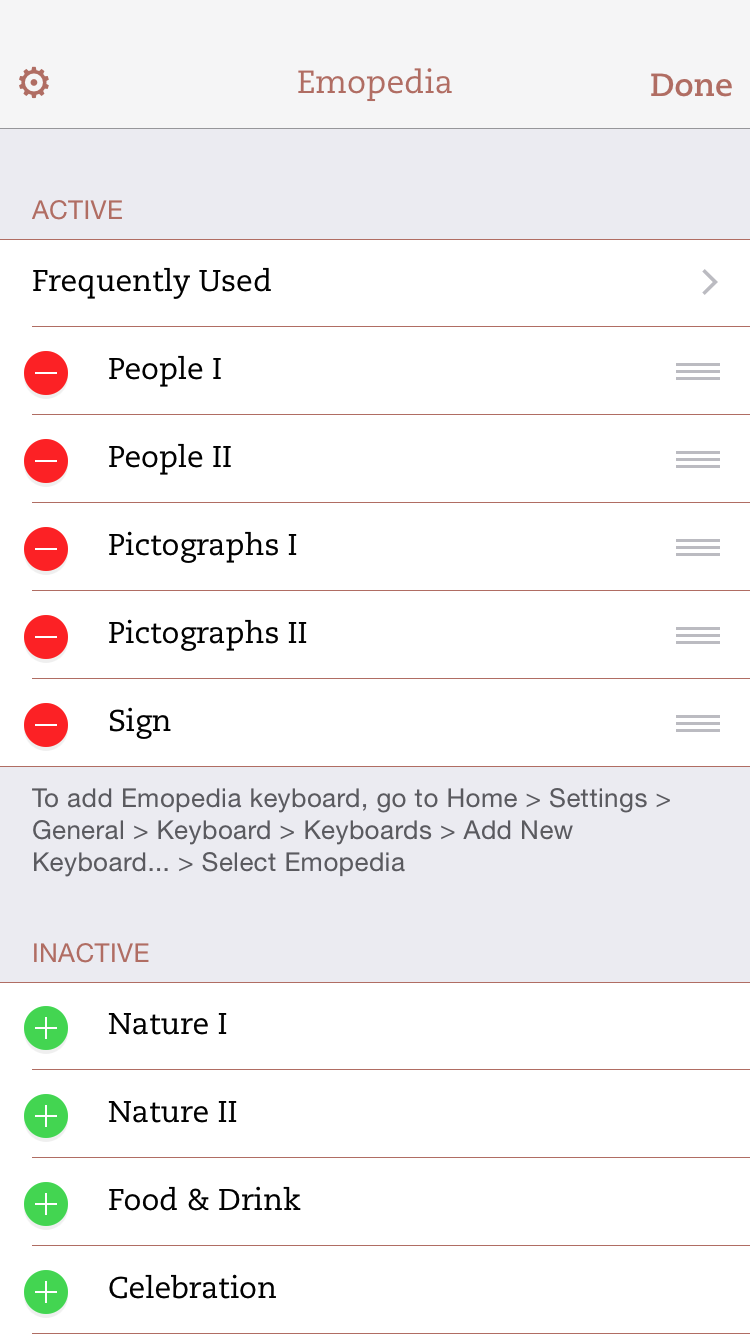 Emopedia
Done
ACTIVE
Frequently Used
People I
People II
Pictographs I
Pictographs II
Sign
To add Emopedia keyboard, go to Home > Settings >
General > Keyboard > Keyboards > Add New
Keyboard... > Select Emopedia
INACTIVE
Nature I
Nature II
Food & Drink
Celebration